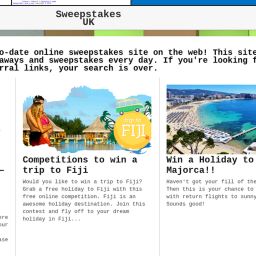 Sweepstakes
UK
o-date online sweepstakes site on the web! This site
aways and sweepstakes every day. If you're looking f
rral links, your search is over.
TRIP TO
FIJI
Competitions to win a
trip to Fiji
Would you like to win a trip to Fiji?
Grab a free holiday to Fiji with this
free online competition. Fiji is an
awesome holiday destination. Join this
contest and fly off to your dream
holiday in Fiji...
Win a Holiday to
Majorca!!
Haven't got your fill of the
Then this is your chance to
with return flights to sunny
Sounds good!
ere
our
ase